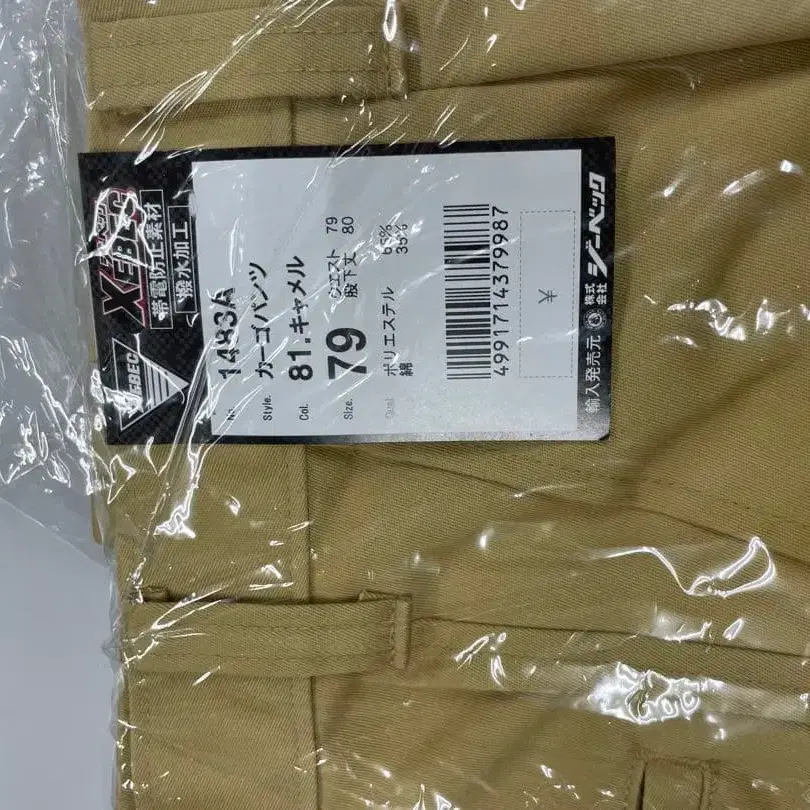 XEBEC
XEBEC
帯電防止素材
撥水加工
No. 1483A
Style. カーゴパンツ
Col. 81.キャメル
Size. 79 ウエスト 79
股下丈 80
Qual. ポリエステル 65%
綿 35%
4991714379987
¥
輸入発売元 株式会社 ジーベック